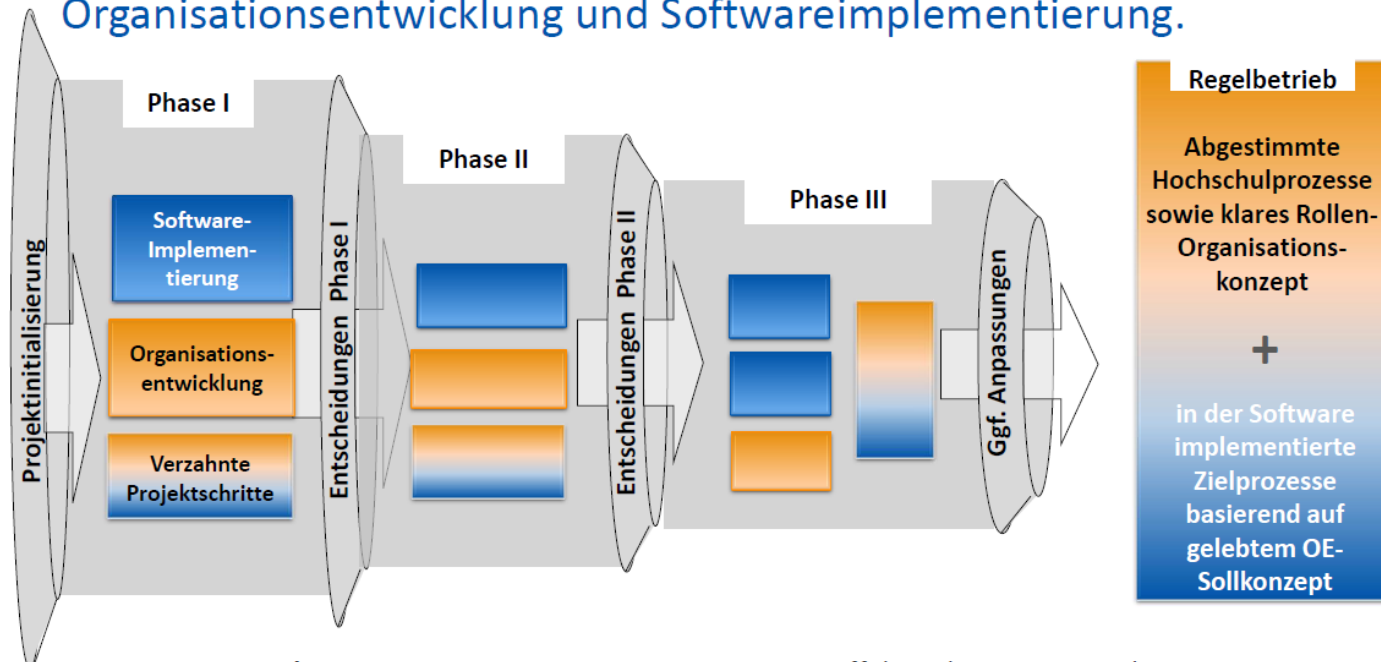 Organisationsentwicklung und Softwareimplementierung.
Projektinitialisierung
Phase I
Software-
Implemen-
tierung
Organisations-
entwicklung
Verzahnte
Projektschritte
Entscheidungen Phase I
Phase II
Entscheidungen Phase II
Phase III
Ggf. Anpassungen
Regelbetrieb
Abgestimmte
Hochschulprozesse
sowie klares Rollen-
Organisations-
konzept
+
in der Software
implementierte
Zielprozesse
basierend auf
gelebtem OE-
Sollkonzept